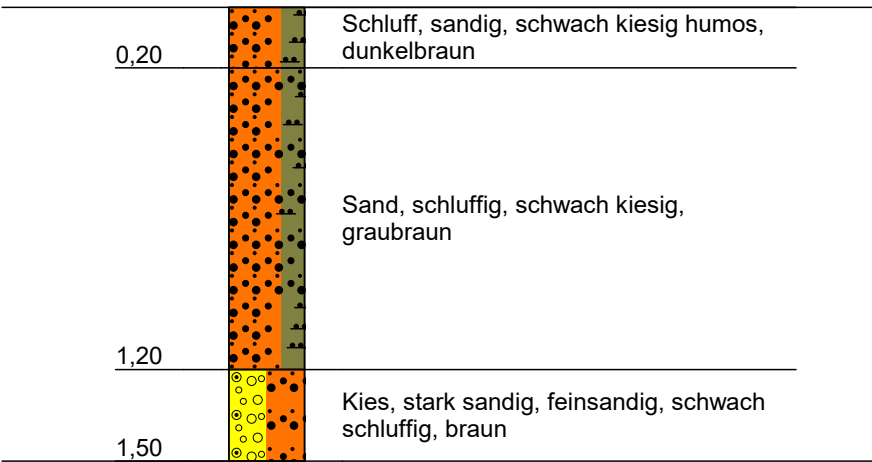 Schluff, sandig, schwach kiesig humos,
dunkelbraun
0,20
Sand, schluffig, schwach kiesig,
graubraun
1,20
Kies, stark sandig, feinsandig, schwach
schluffig, braun
1,50